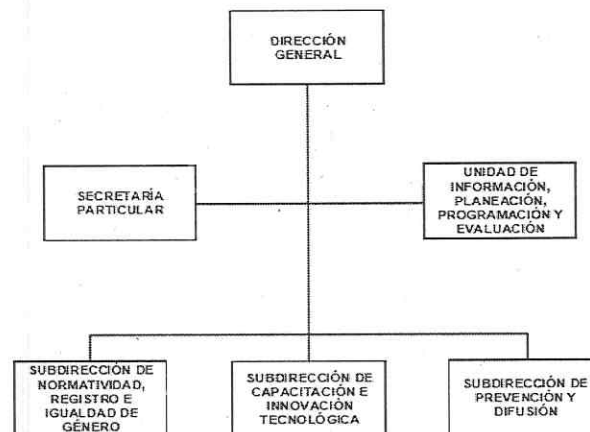 DIRECCIÓN
GENERAL
SECRETARÍA
PARTICULAR
UNIDAD DE
INFORMACIÓN,
PLANEACIÓN,
PROGRAMACIÓN Y
EVALUACIÓN
SUBDIRECCIÓN DE
NORMATIVIDAD,
REGISTRO E
IGUALDAD DE
GÉNERO
SUBDIRECCIÓN DE
CAPACITACIÓN E
INNOVACIÓN
TECNOLÓGICA
SUBDIRECCIÓN DE
PREVENCIÓN Y
DIFUSIÓN